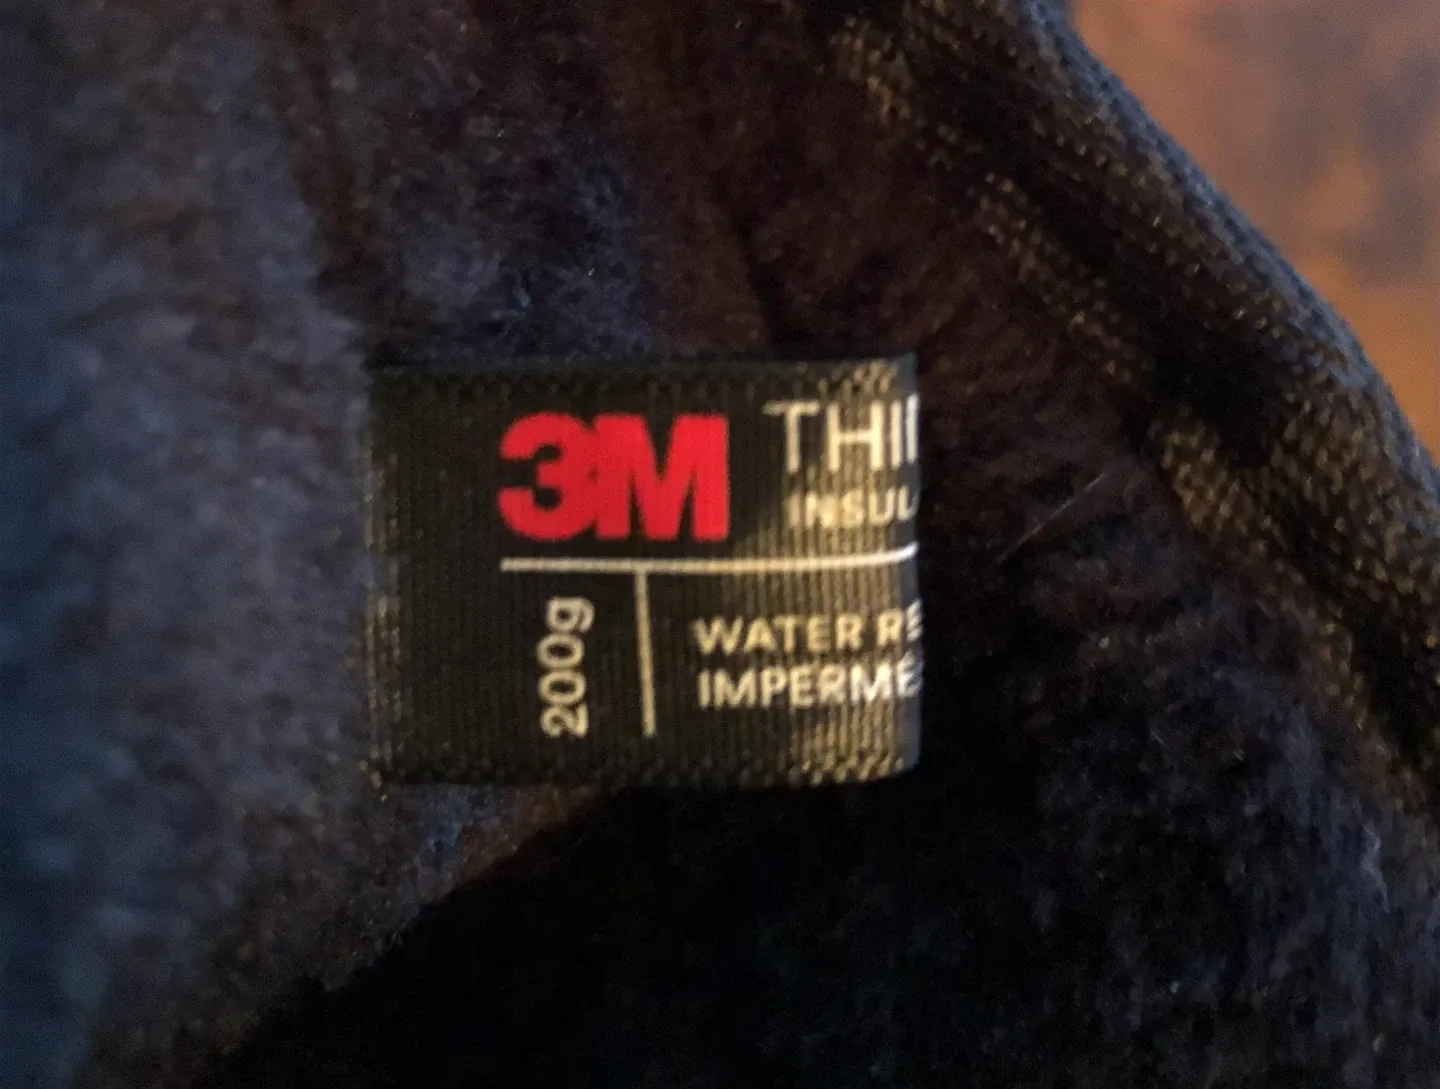 3M THI
INSUL
200g
WATER RE
IMPERME